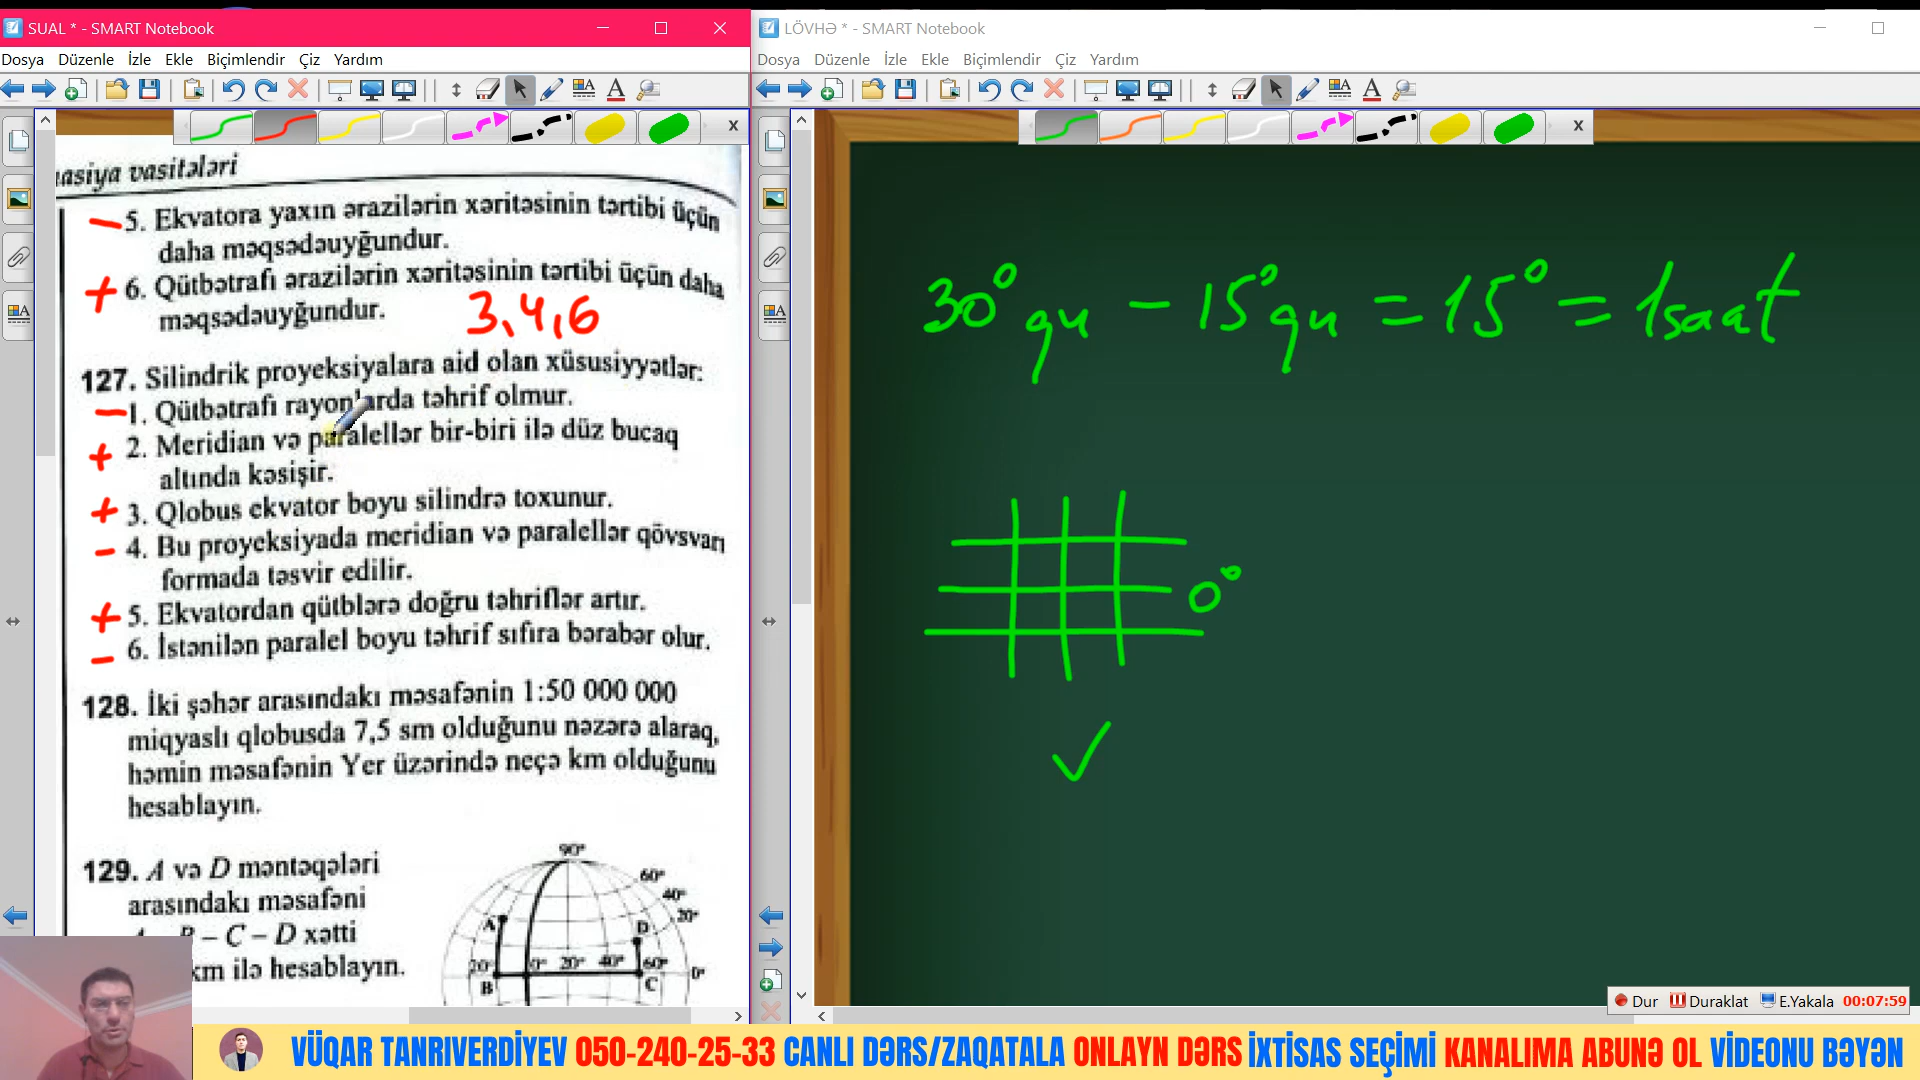 SUAL * - SMART Notebook
LÖVHƏ * - SMART Notebook
Dosya Düzenle İzle Ekle Biçimlendir Çiz Yardım
Dosya Düzenle İzle Ekle Biçimlendir Çiz Yardım
x
x
asiya vasitələri
– 5. Ekvatora yaxın ərazilərin xəritəsinin tərtibi üçün
daha məqsədəuyğundur.
+ 6. Qütbətrafı ərazilərin xəritəsinin tərtibi üçün daha
məqsədəuyğundur.
3,4,6
127. Silindrik proyeksiyalara aid olan xüsusiyyətlər:
– 1. Qütbətrafı rayonlarda təhrif olmur.
+ 2. Meridian və paralellər bir-biri ilə düz bucaq
altında kəsişir.
+ 3. Qlobus ekvator boyu silindrə toxunur.
– 4. Bu proyeksiyada meridian və paralellər qövsvarı
formada təsvir edilir.
+ 5. Ekvatordan qütblərə doğru təhriflər artır.
– 6. İstənilən paralel boyu təhrif sıfıra bərabər olur.
128. İki şəhər arasındakı məsafənin 1:50 000 000
miqyaslı qlobusda 7,5 sm olduğunu nəzərə alaraq,
həmin məsafənin Yer üzərində neçə km olduğunu
hesablayın.
129. A və D məntəqələri
arasındakı məsafəni
– C – D xətti
km ilə hesablayın.
90°
60°
40°
20°
A
D
20° 0° 20° 40° 60° 0°
B C
30° qu – 15° qu = 15° = 1saat
0°
Dur Duraklat E.Yakala 00:07:59
VÜQAR TANRIVERDİYEV 050-240-25-33 CANLI DƏRS/ZAQATALA ONLAYN DƏRS İXTİSAS SEÇİMİ KANALIMA ABUNƏ OL VİDEONU BƏYƏN